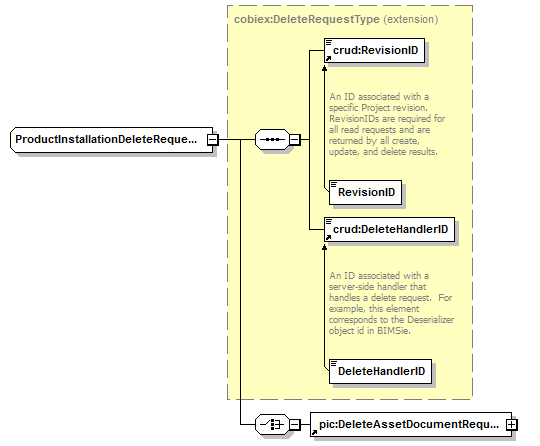 cobiex:DeleteRequestType (extension)
crud:RevisionID
An ID associated with a
specific Project revision.
RevisionIDs are required for
all read requests and are
returned by all create,
update, and delete results.
ProductInstallationDeleteReque...
RevisionID
crud:DeleteHandlerID
An ID associated with a
server-side handler that
handles a delete request.  For
example, this element
corresponds to the Deserializer
object id in BIMSie.
DeleteHandlerID
pic:DeleteAssetDocumentRequ...